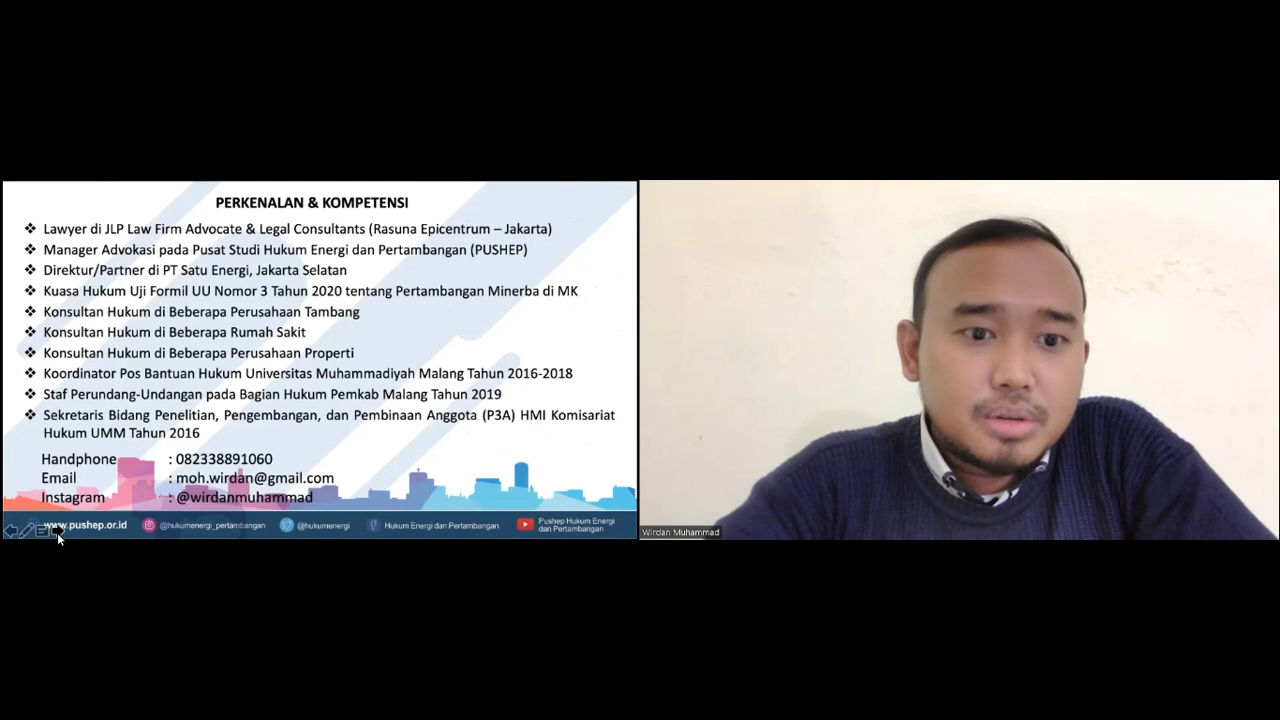 PERKENALAN & KOMPETENSI
❖ Lawyer di JLP Law Firm Advocate & Legal Consultants (Rasuna Epicentrum – Jakarta)
❖ Manager Advokasi pada Pusat Studi Hukum Energi dan Pertambangan (PUSHEP)
❖ Direktur/Partner di PT Satu Energi, Jakarta Selatan
❖ Kuasa Hukum Uji Formil UU Nomor 3 Tahun 2020 tentang Pertambangan Minerba di MK
❖ Konsultan Hukum di Beberapa Perusahaan Tambang
❖ Konsultan Hukum di Beberapa Rumah Sakit
❖ Konsultan Hukum di Beberapa Perusahaan Properti
❖ Koordinator Pos Bantuan Hukum Universitas Muhammadiyah Malang Tahun 2016-2018
❖ Staf Perundang-Undangan pada Bagian Hukum Pemkab Malang Tahun 2019
❖ Sekretaris Bidang Penelitian, Pengembangan, dan Pembinaan Anggota (P3A) HMI Komisariat
Hukum UMM Tahun 2016
Handphone : 082338891060
Email : moh.wirdan@gmail.com
Instagram : @wirdanmuhammad
www.pushep.or.id @hukumenergi_pertambangan @hukumenergi Hukum Energi dan Pertambangan Pushep Hukum Energi
dan Pertambangan
Wirdan Muhammad